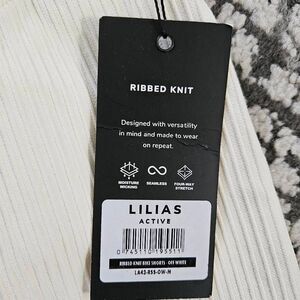 RIBBED KNIT
Designed with versatility
in mind and made to wear
on repeat.
MOISTURE
WICKING
SEAMLESS
FOUR-WAY
STRETCH
LILIAS
ACTIVE
RIBBED KNIT BIKE SHORTS - OFF WHITE
LA42-RSS-OW-M